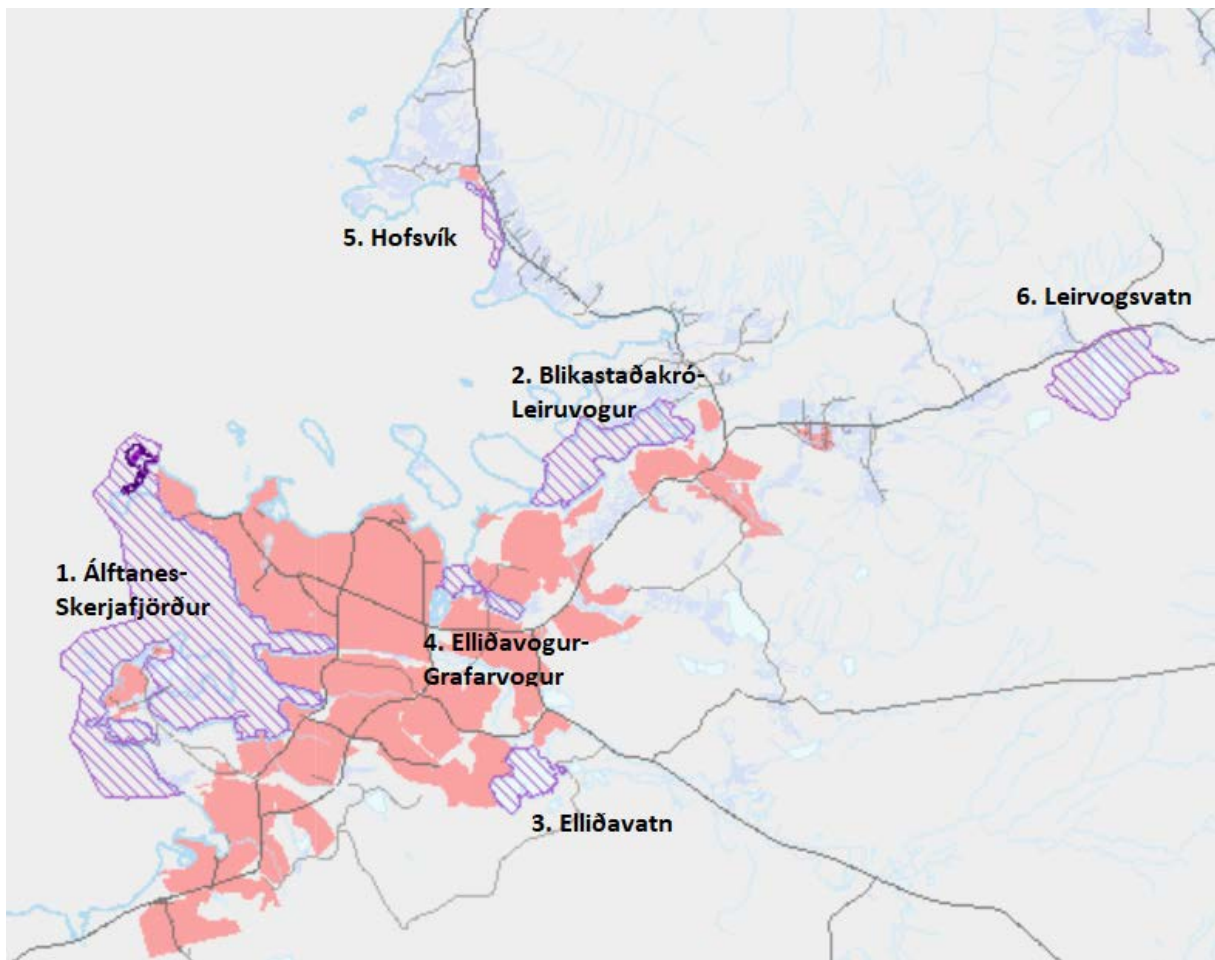 5. Hofsvík
6. Leirvogsvatn
2. Blikastaðakró-
Leiruvogur
1. Álftanes-
Skerjafjörður
4. Elliðavogur-
Grafarvogur
3. Elliðavatn